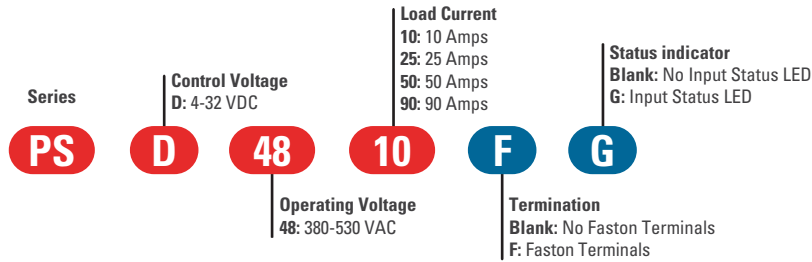 Load Current
10: 10 Amps
25: 25 Amps
50: 50 Amps
90: 90 Amps
Status indicator
Blank: No Input Status LED
G: Input Status LED
Control Voltage
D: 4-32 VDC
Series
PS D 48 10 F G
Operating Voltage
48: 380-530 VAC
Termination
Blank: No Faston Terminals
F: Faston Terminals